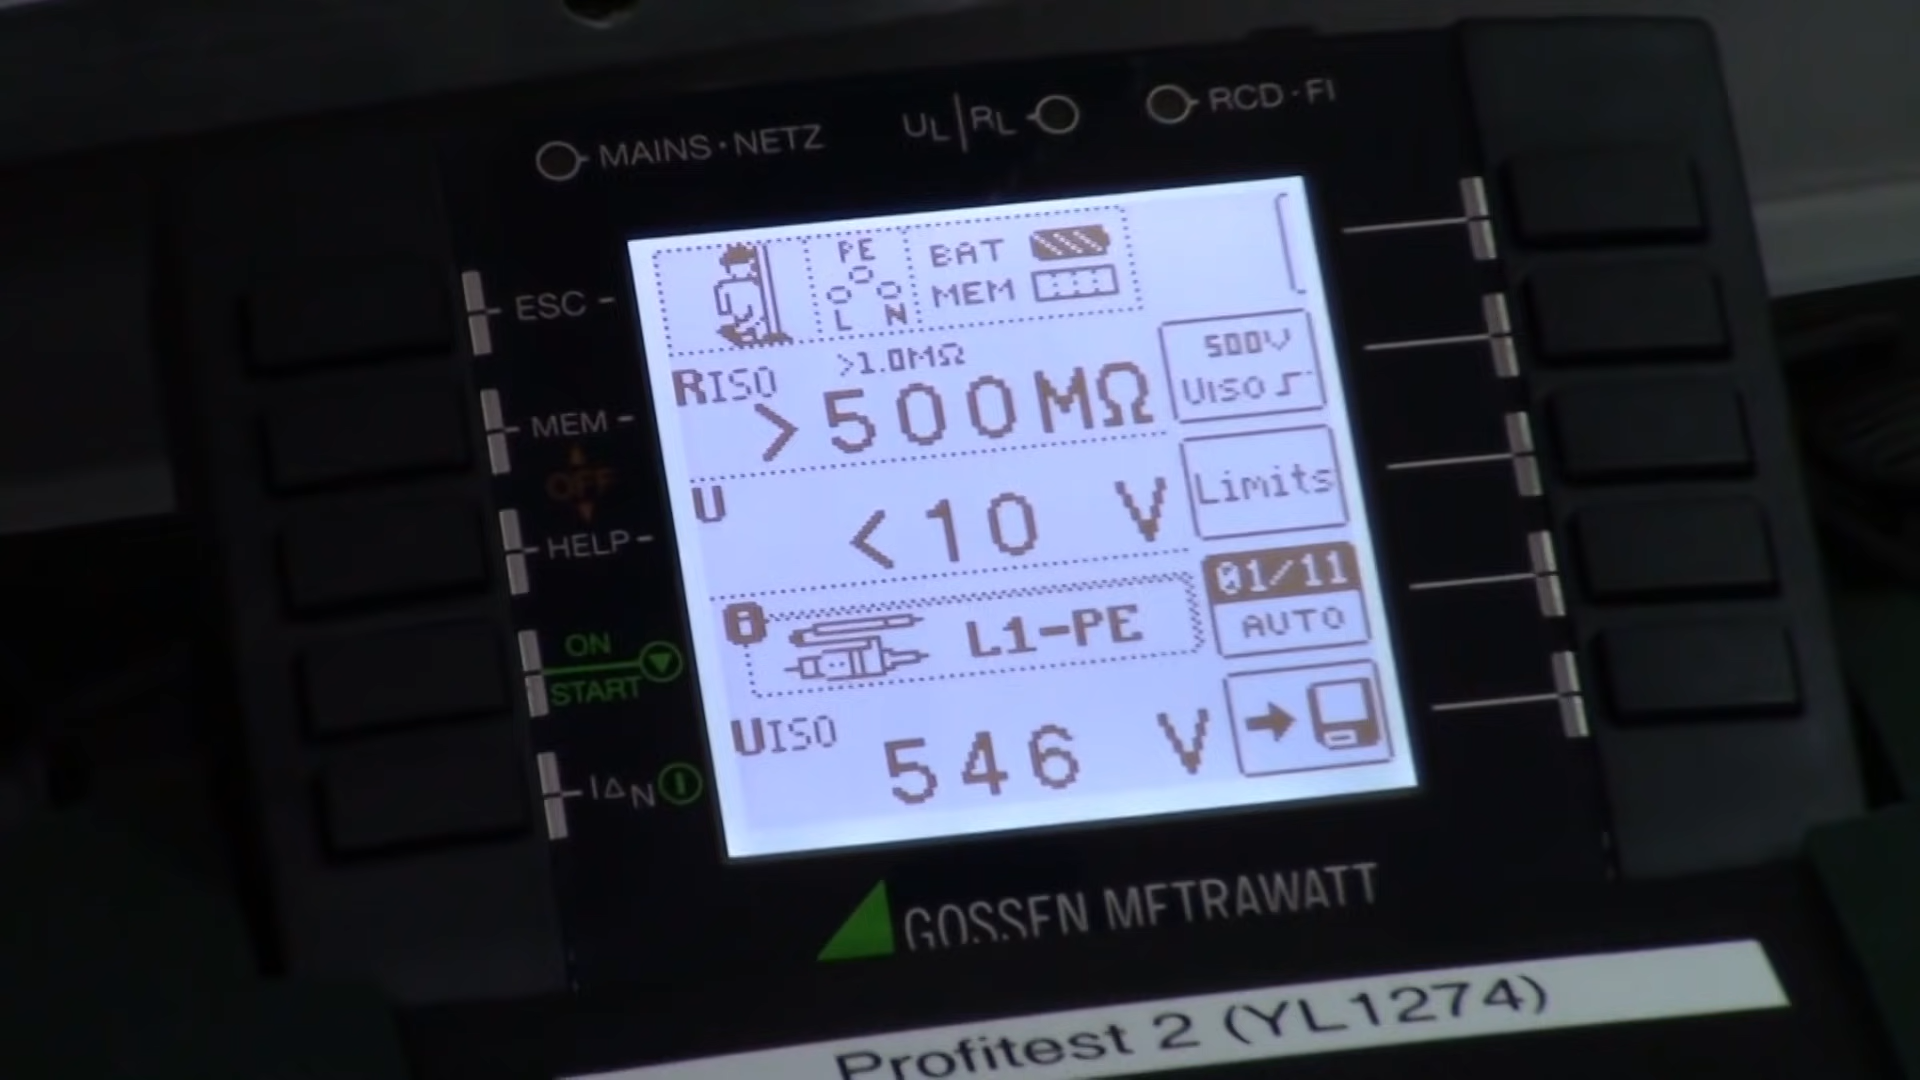 MAINS · NETZ
UL | RL
RCD · FI
ESC
MEM
OFF
HELP
ON
START
I△N
PE
L N
BAT
MEM
RISO >1.0MΩ
>500MΩ
500V
UISO
U <10 V
Limits
L1-PE
01/11
AUTO
UISO 546 V
GOSSEN METRAWATT
Profitest 2 (YL1274)